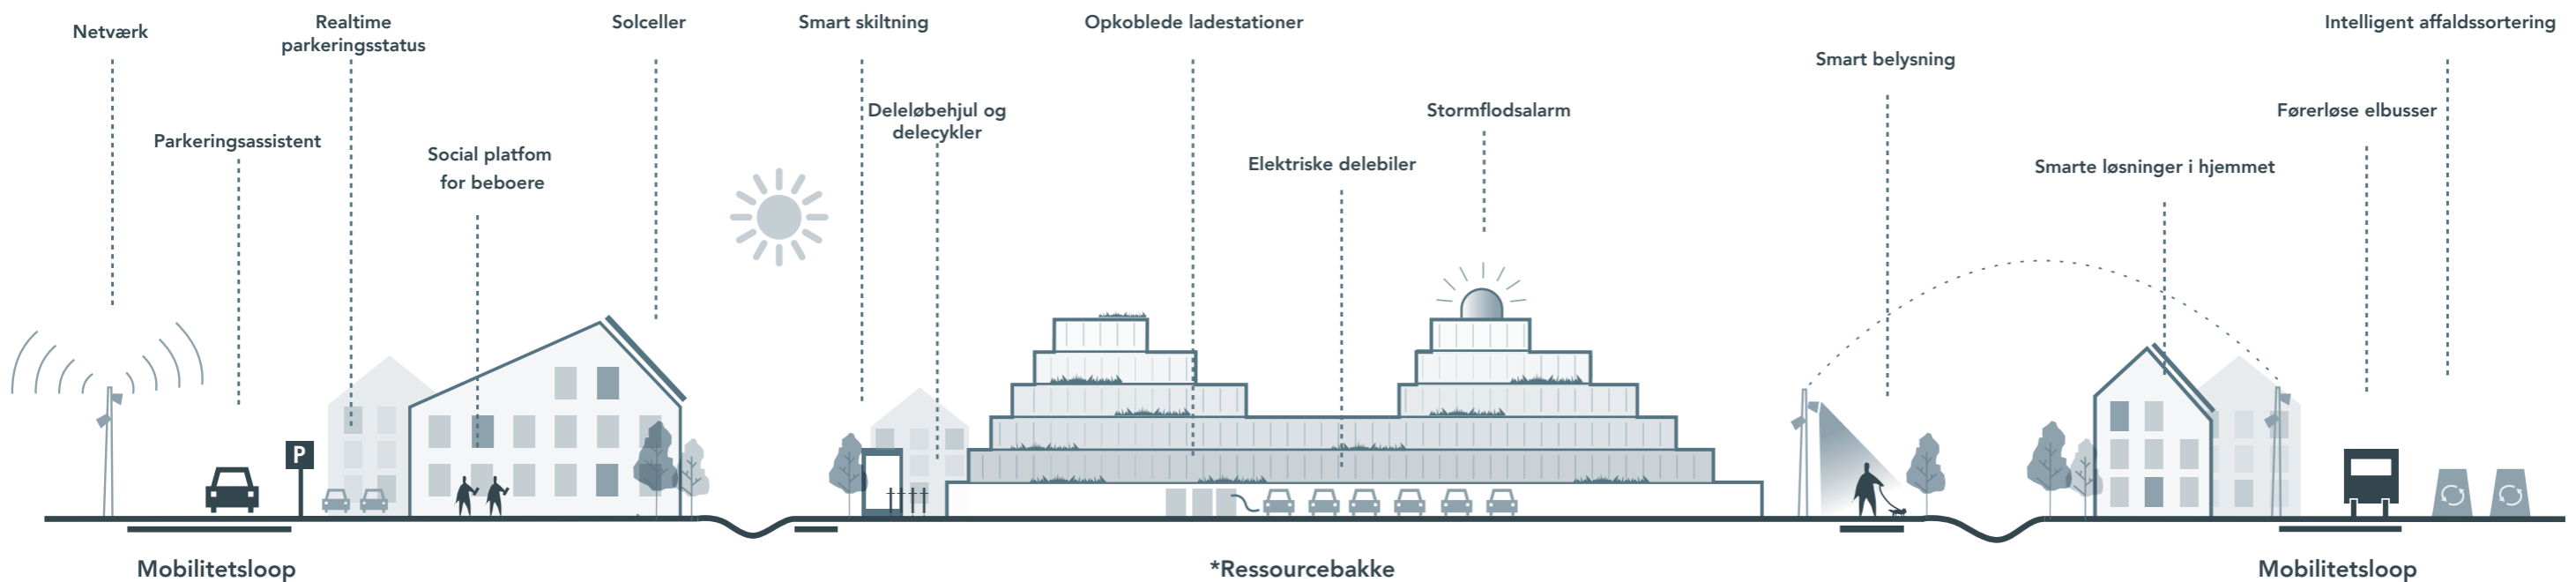 Netværk
Realtime
parkeringsstatus
Solceller
Smart skiltning
Opkoblede ladestationer
Intelligent affaldssortering
Smart belysning
Deleløbehjul og
delecykler
Stormflodsalarm
Førerløse elbusser
Parkeringsassistent
Social platfom
for beboere
Elektriske delebiler
Smarte løsninger i hjemmet
P
Mobilitetsloop
*Ressourcebakke
Mobilitetsloop